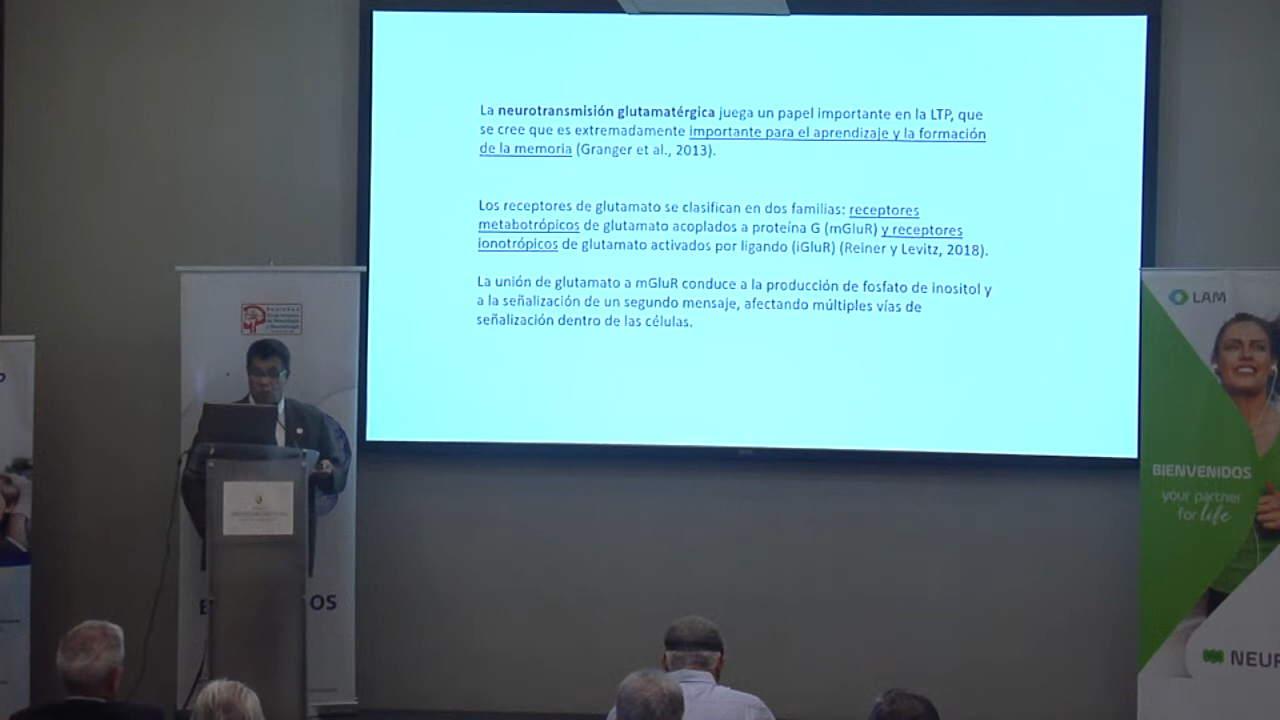 La neurotransmisión glutamatérgica juega un papel importante en la LTP, que
se cree que es extremadamente importante para el aprendizaje y la formación
de la memoria (Granger et al., 2013).
Los receptores de glutamato se clasifican en dos familias: receptores
metabotrópicos de glutamato acoplados a proteína G (mGluR) y receptores
ionotrópicos de glutamato activados por ligando (iGluR) (Reiner y Levitz, 2018).
La unión de glutamato a mGluR conduce a la producción de fosfato de inositol y
a la señalización de un segundo mensaje, afectando múltiples vías de
señalización dentro de las células.
OS
LAM
BIENVENIDOS
your partner
for life
NEUR